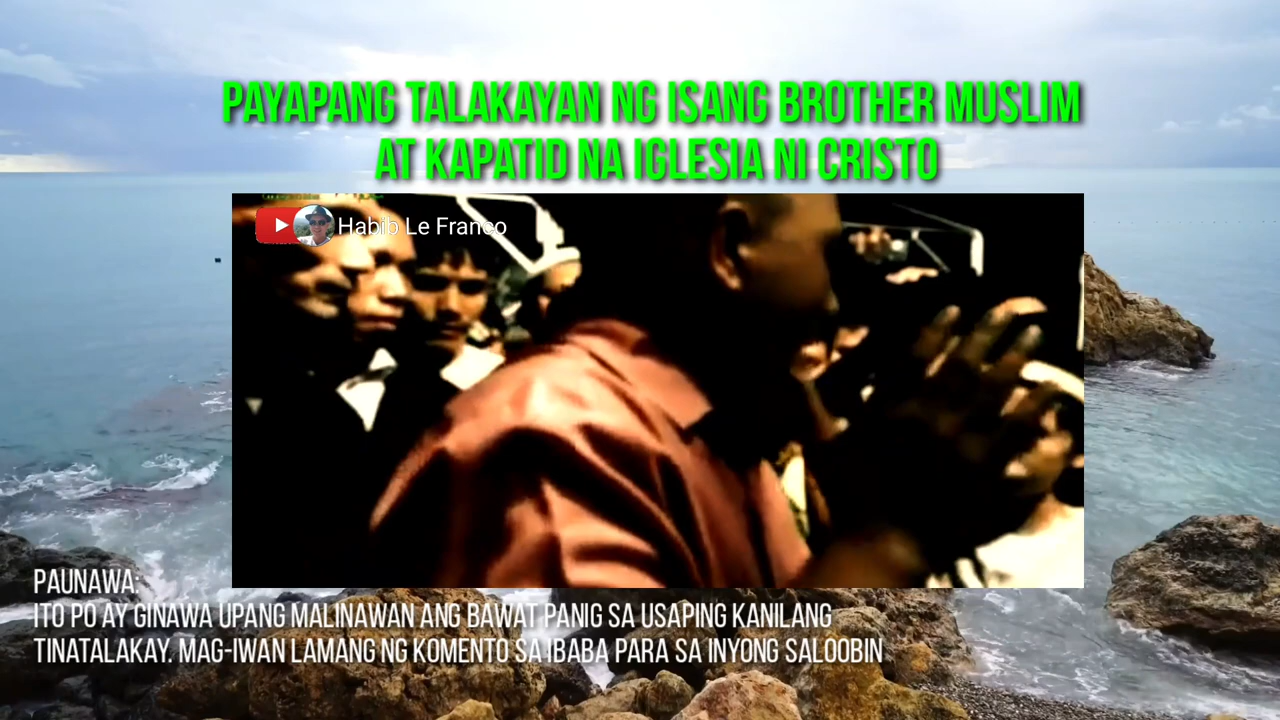 PAYAPANG TALAKAYAN NG ISANG BROTHER MUSLIM
AT KAPATID NA IGLESIA NI CRISTO
Habib Le Franco
PAUNAWA:
ITO PO AY GINAWA UPANG MALINAWAN ANG BAWAT PANIG SA USAPING KANILANG
TINATALAKAY. MAG-IWAN LAMANG NG KOMENTO SA IBABA PARA SA INYONG SALOOBIN